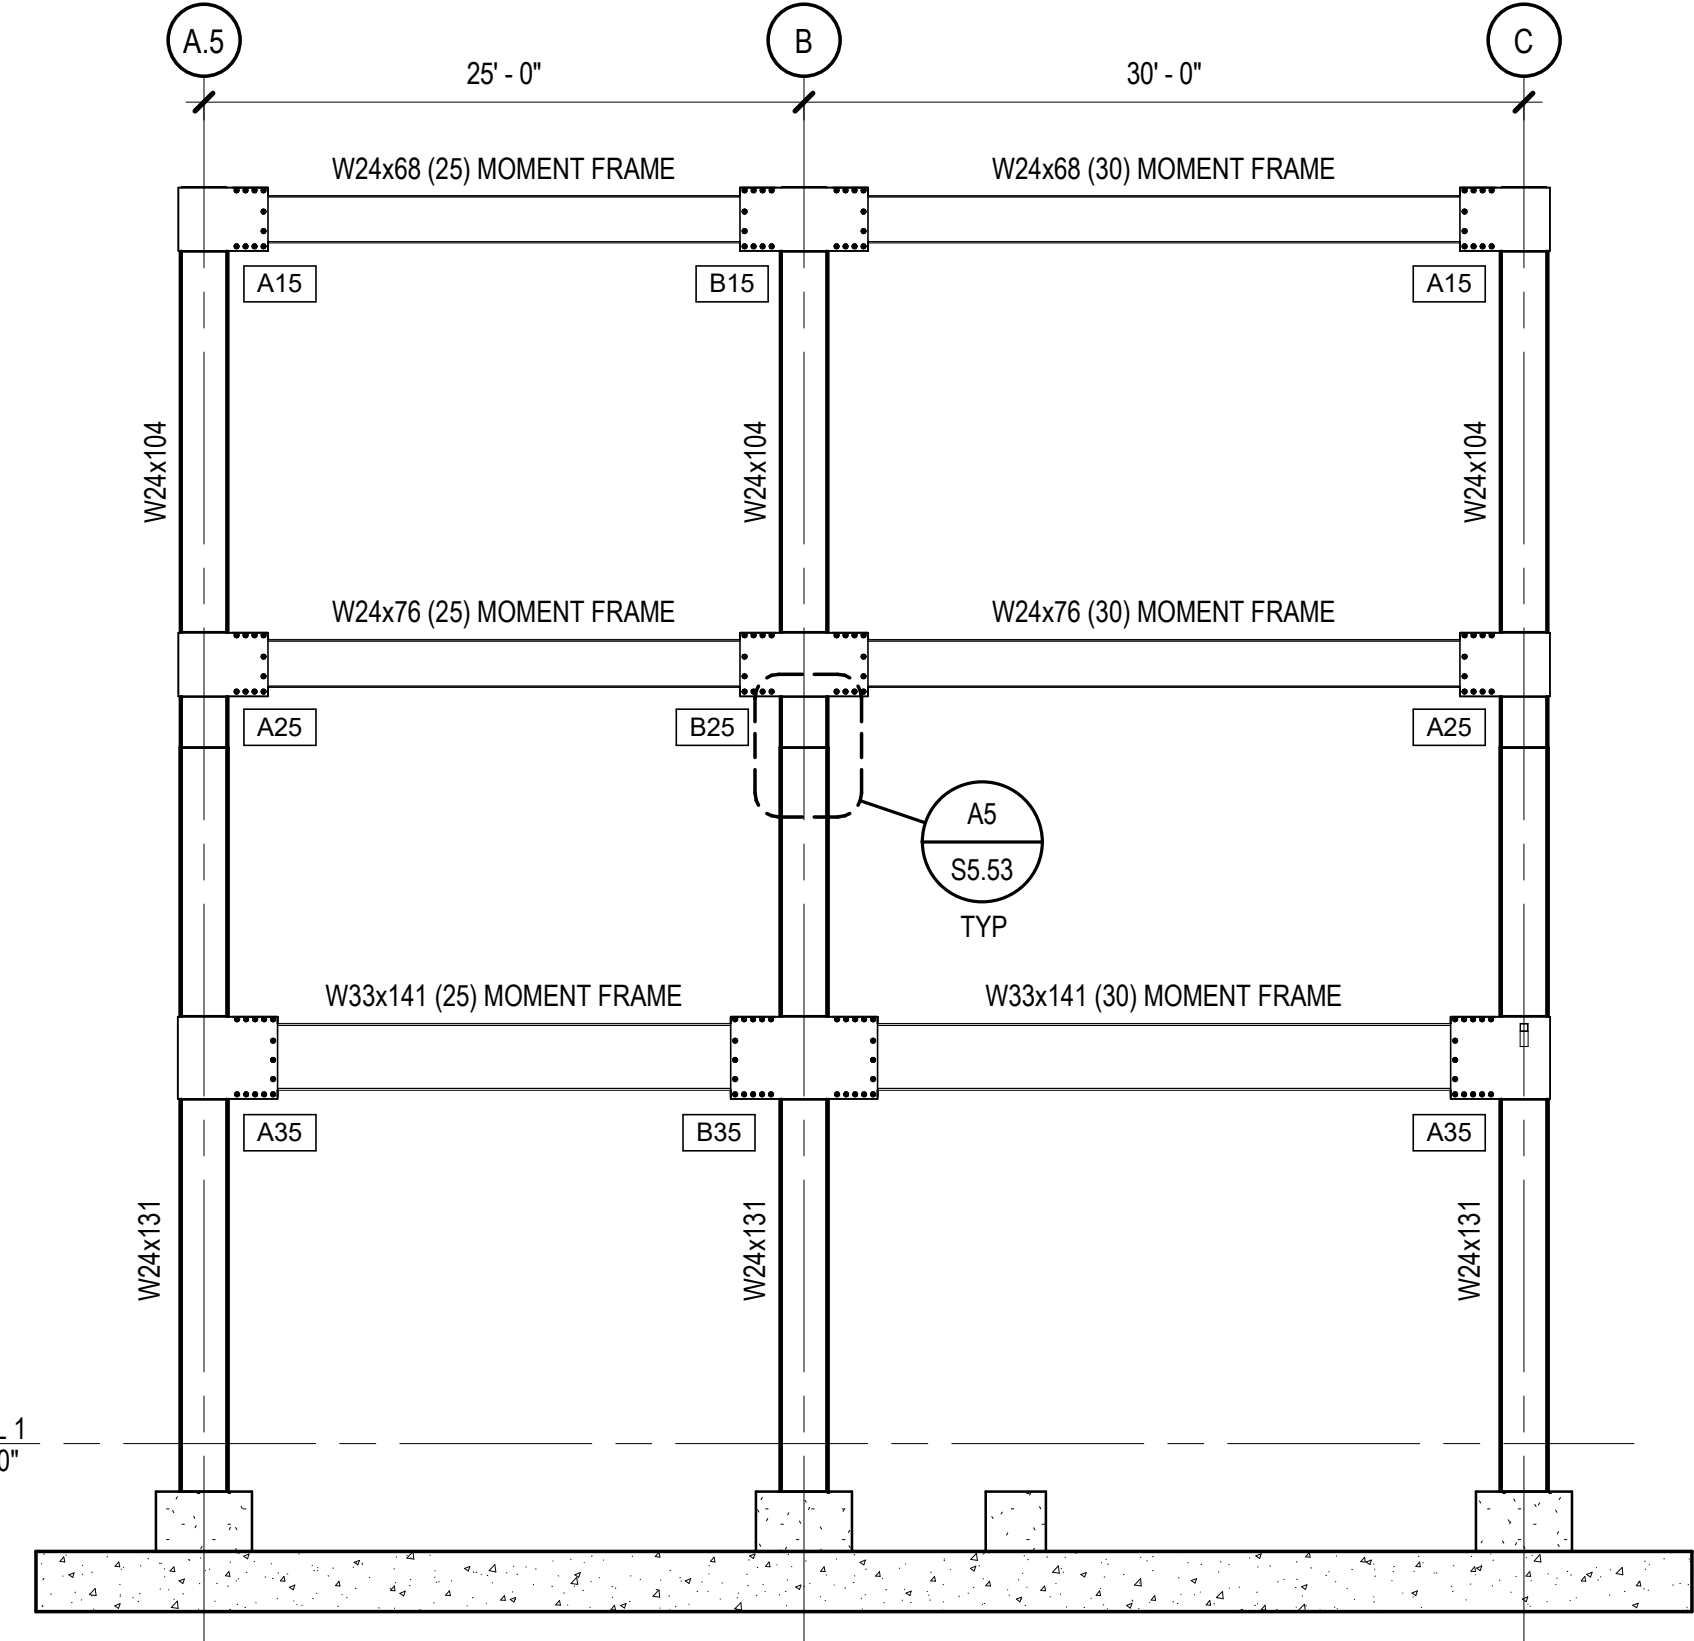 A.5
B
C
25' - 0"
30' - 0"
W24x68 (25) MOMENT FRAME
W24x68 (30) MOMENT FRAME
A15
B15
A15
W24x104
W24x104
W24x104
W24x76 (25) MOMENT FRAME
W24x76 (30) MOMENT FRAME
A25
B25
A25
A5
S5.53
TYP
W33x141 (25) MOMENT FRAME
W33x141 (30) MOMENT FRAME
A35
B35
A35
W24x131
W24x131
W24x131
1
0"